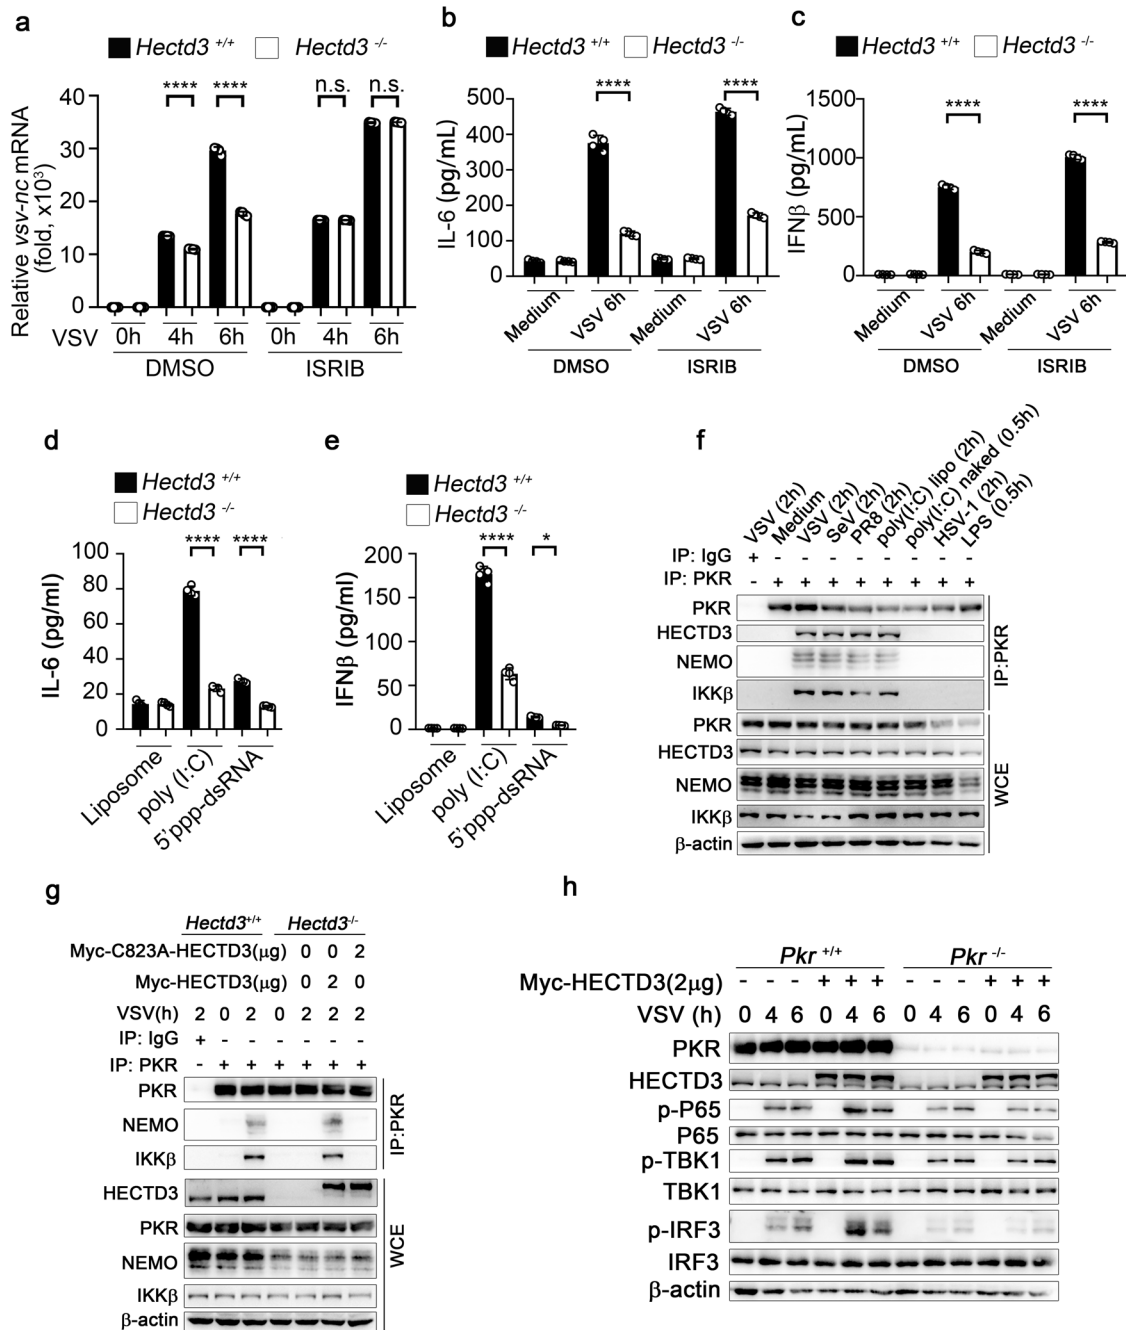 a
Hectd3 +/+ Hectd3 -/-
**** **** n.s. n.s.
Relative vsv-nc mRNA
(fold, x10³)
40
30
20
10
0
VSV 0h 4h 6h 0h 4h 6h
DMSO ISRIB
b
Hectd3 +/+ Hectd3 -/-
**** ****
IL-6 (pg/mL)
500
400
300
200
100
0
Medium VSV 6h Medium VSV 6h
DMSO ISRIB
c
Hectd3 +/+ Hectd3 -/-
**** ****
IFNβ (pg/mL)
1500
1000
500
0
Medium VSV 6h Medium VSV 6h
DMSO ISRIB
d
Hectd3 +/+
Hectd3 -/-
**** ****
IL-6 (pg/ml)
100
80
60
40
20
0
Liposome poly (I:C) 5'ppp-dsRNA
e
Hectd3 +/+
Hectd3 -/-
**** *
IFNβ (pg/ml)
200
150
100
50
0
Liposome poly (I:C) 5'ppp-dsRNA
f
VSV (2h) Medium VSV (2h) SeV (2h) PR8 (2h) poly(I:C) lipo (2h) poly(I:C) naked (0.5h) HSV-1 (2h) LPS (0.5h)
IP: IgG +
IP: PKR - + + + + + + + +
PKR
HECTD3
NEMO
IKKβ
IP:PKR
PKR
HECTD3
NEMO
IKKβ
β-actin
WCE
g
Hectd3+/+ Hectd3-/-
Myc-C823A-HECTD3(μg) 0 0 2
Myc-HECTD3(μg) 0 2 0
VSV(h) 2 0 2 0 2 2 2
IP: IgG +
IP: PKR - + + + + + +
PKR
NEMO
IKKβ
IP:PKR
HECTD3
PKR
NEMO
IKKβ
β-actin
WCE
h
Pkr +/+ Pkr -/-
Myc-HECTD3(2μg) - - - + + + - - - + + +
VSV (h) 0 4 6 0 4 6 0 4 6 0 4 6
PKR
HECTD3
p-P65
P65
p-TBK1
TBK1
p-IRF3
IRF3
β-actin